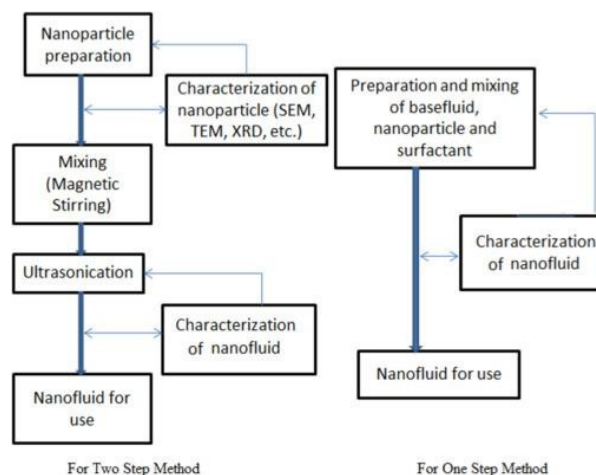 Nanoparticle
preparation
Characterization of
nanoparticle (SEM,
TEM, XRD, etc.)
Mixing
(Magnetic
Stirring)
Ultrasonication
Characterization
of nanofluid
Nanofluid for
use
For Two Step Method
Preparation and mixing
of basefluid,
nanoparticle and
surfactant
Characterization
of nanofluid
Nanofluid for use
For One Step Method